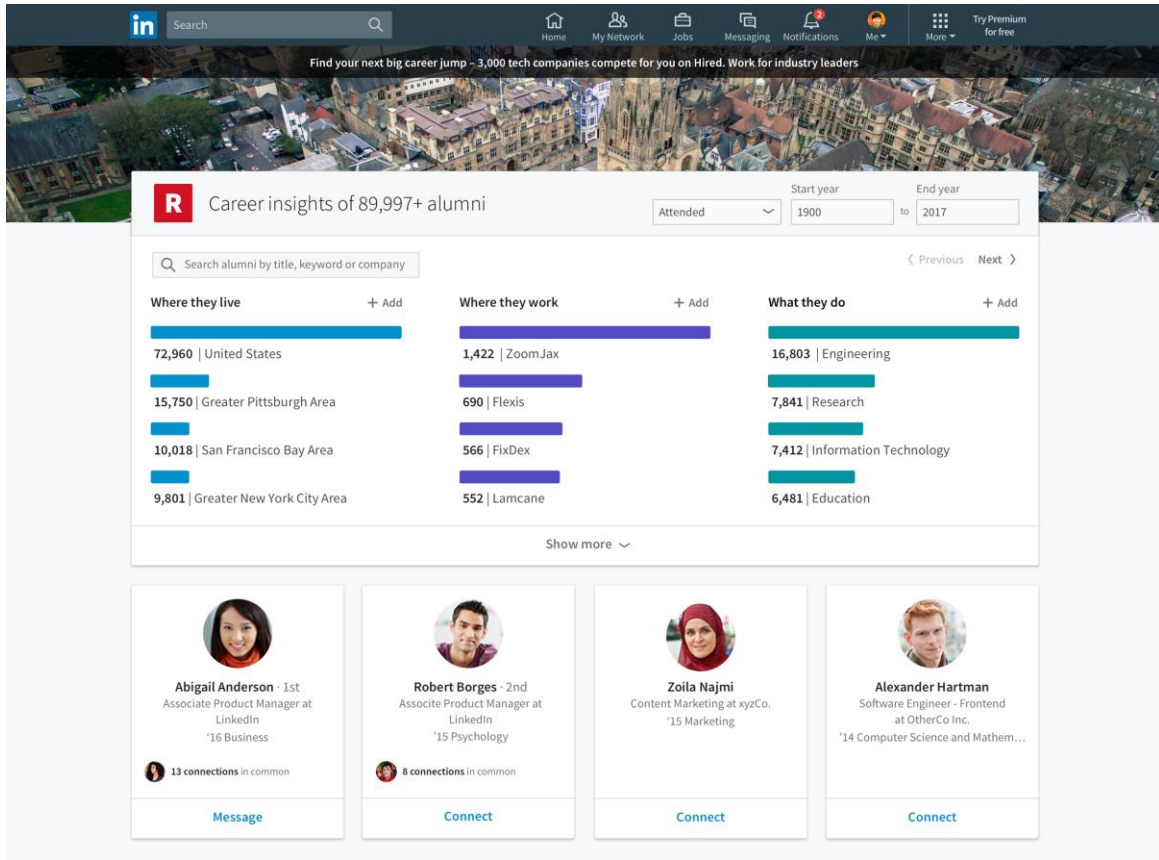 in
Search
Home
My Network
Jobs
Messaging
2
Notifications
Me
More
Try Premium
for free
Find your next big career jump – 3,000 tech companies compete for you on Hired. Work for industry leaders
R
Career insights of 89,997+ alumni
Attended
Start year
1900
to
End year
2017
Search alumni by title, keyword or company
Previous
Next
Where they live
+ Add
72,960 | United States
15,750 | Greater Pittsburgh Area
10,018 | San Francisco Bay Area
9,801 | Greater New York City Area
Where they work
+ Add
1,422 | ZoomJax
690 | Flexis
566 | FixDex
552 | Lamcane
What they do
+ Add
16,803 | Engineering
7,841 | Research
7,412 | Information Technology
6,481 | Education
Show more
Abigail Anderson · 1st
Associate Product Manager at
LinkedIn
'16 Business
13 connections in common
Message
Robert Borges · 2nd
Associte Product Manager at
LinkedIn
'15 Psychology
8 connections in common
Connect
Zoila Najmi
Content Marketing at xyzCo.
'15 Marketing
Connect
Alexander Hartman
Software Engineer - Frontend
at OtherCo Inc.
'14 Computer Science and Mathem...
Connect